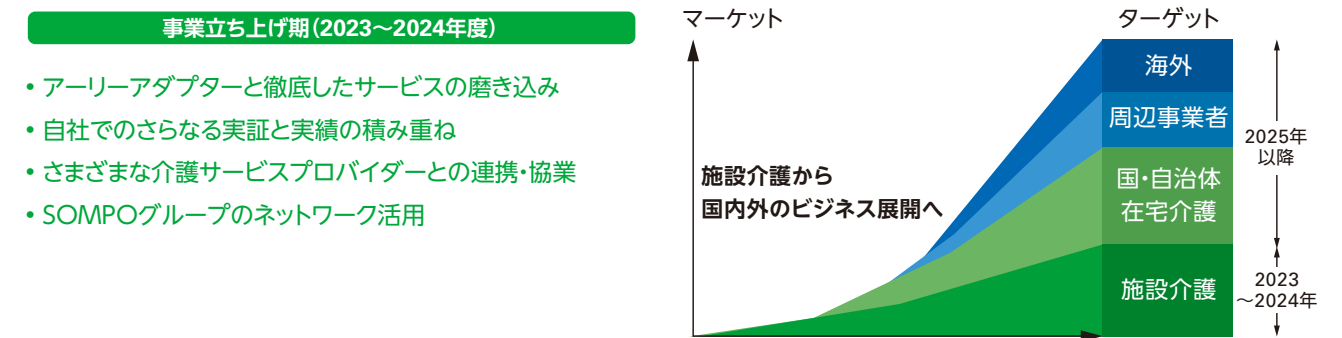 事業立ち上げ期（2023～2024年度）
• アーリーアダプターと徹底したサービスの磨き込み
• 自社でのさらなる実証と実績の積み重ね
• さまざまな介護サービスプロバイダーとの連携・協業
• SOMPOグループのネットワーク活用
マーケット
ターゲット
施設介護から
国内外のビジネス展開へ
海外
周辺事業者
国・自治体
在宅介護
施設介護
2025年
以降
2023
～2024年